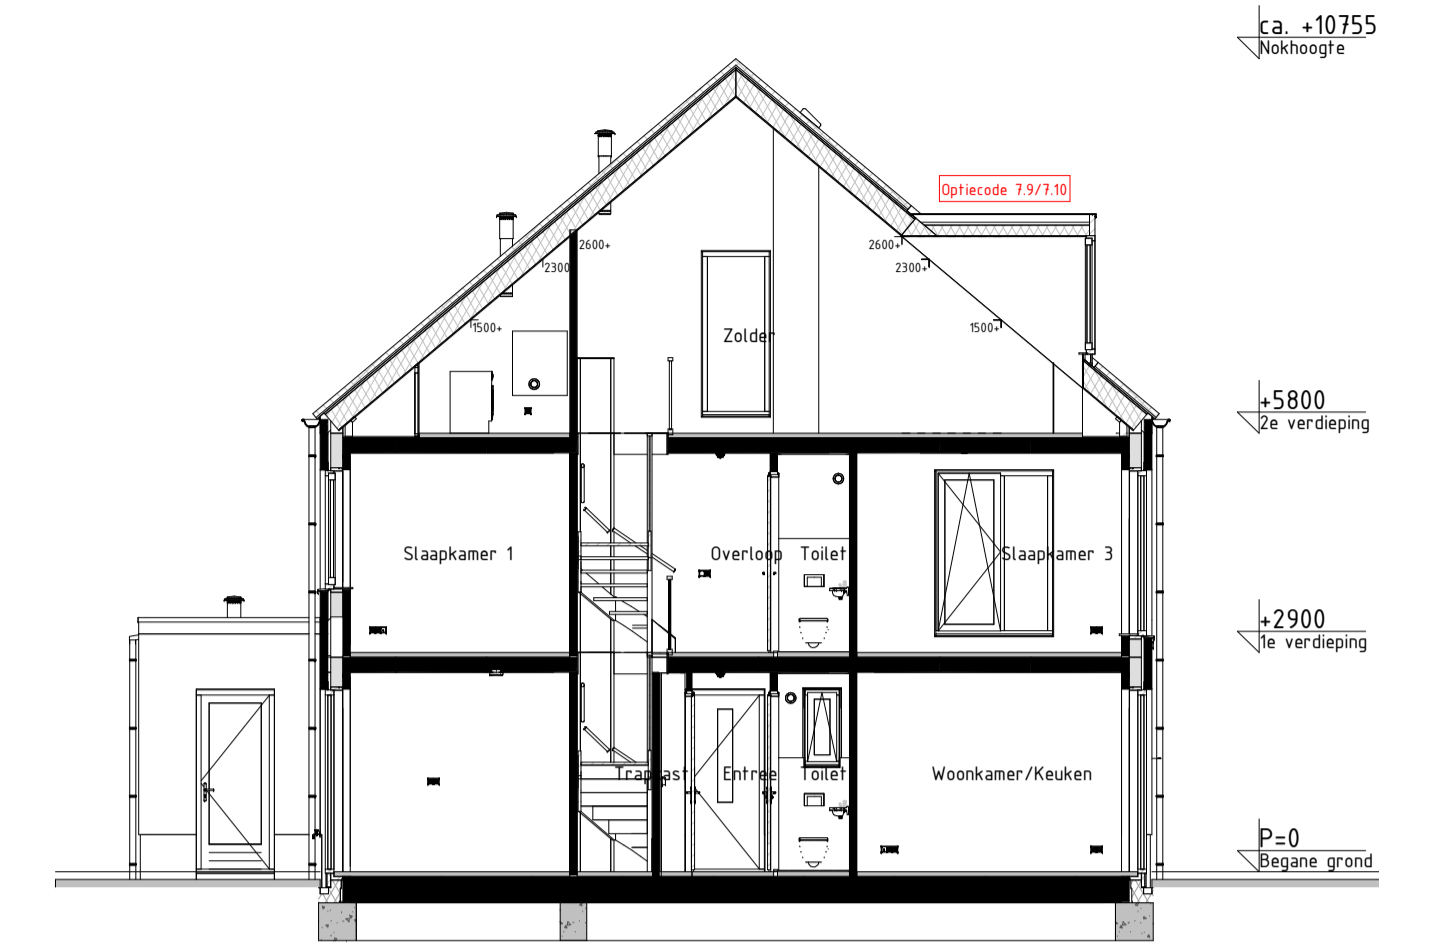 ca. +10755
Nokhoogte
Optiecode 7.9/7.10
2600+
2600+
2300
2300+
1500+
1500+
Zolder
+5800
2e verdieping
Slaapkamer 1
Overloop
Toilet
Slaapkamer 3
+2900
1e verdieping
Trapkast
Entree
Toilet
Woonkamer/Keuken
P=0
Begane grond